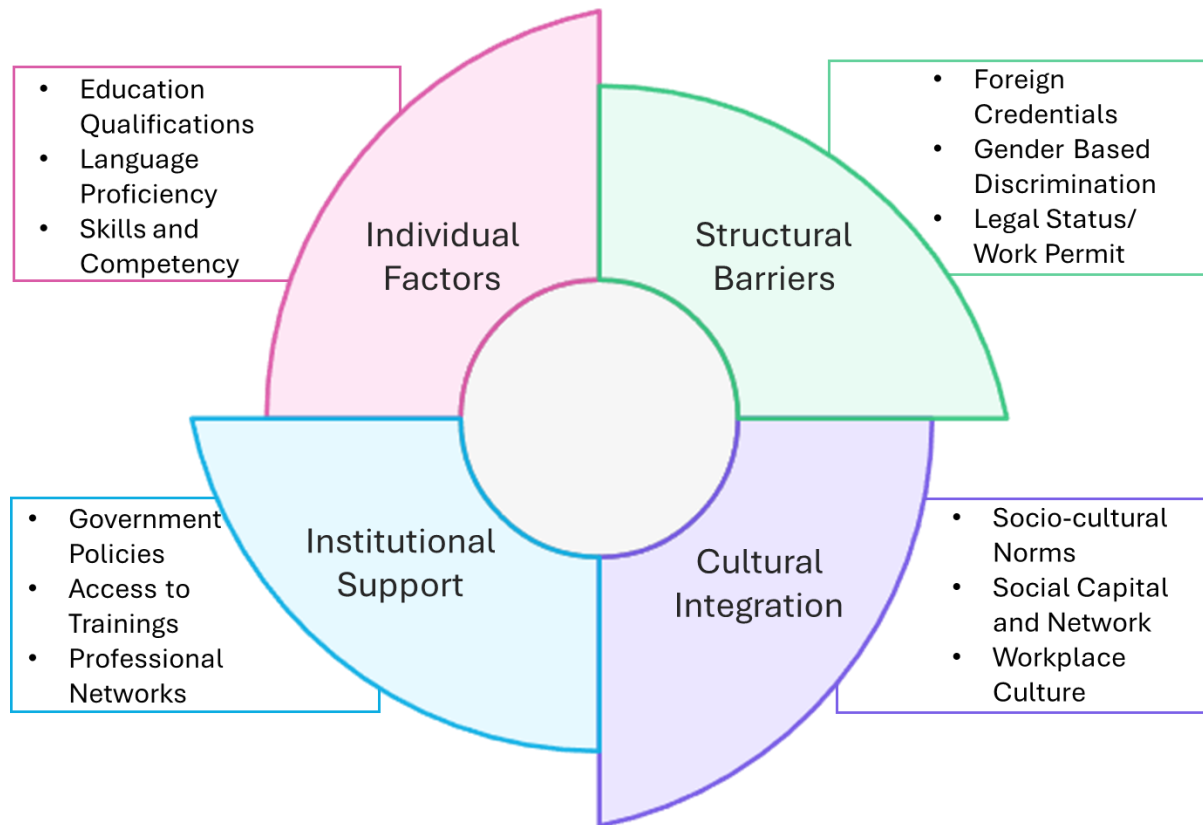 • Education
Qualifications
• Language
Proficiency
• Skills and
Competency
Individual
Factors
Structural
Barriers
• Foreign
Credentials
• Gender Based
Discrimination
• Legal Status/
Work Permit
• Government
Policies
• Access to
Trainings
• Professional
Networks
Institutional
Support
Cultural
Integration
• Socio-cultural
Norms
• Social Capital
and Network
• Workplace
Culture